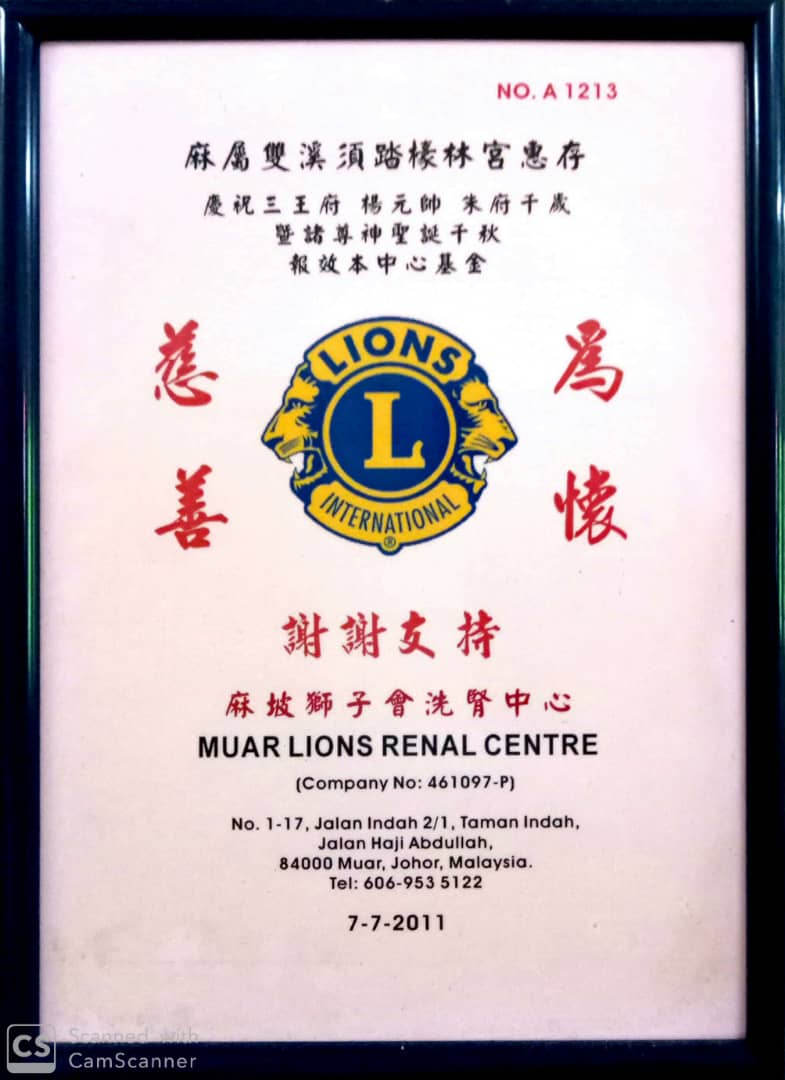 NO. A 1213
麻屬雙溪須踏林宮惠存
慶祝三王府 楊元帥 朱府千歲
暨諸尊神聖誕千秋
報效本中心基金
慈善
為懷
LIONS
L
INTERNATIONAL
®
謝謝支持
麻坡獅子會洗腎中心
MUAR LIONS RENAL CENTRE
(Company No: 461097-P)
No. 1-17, Jalan Indah 2/1, Taman Indah,
Jalan Haji Abdullah,
84000 Muar, Johor, Malaysia.
Tel: 606-953 5122
7-7-2011
CS
Scanned with
CamScanner